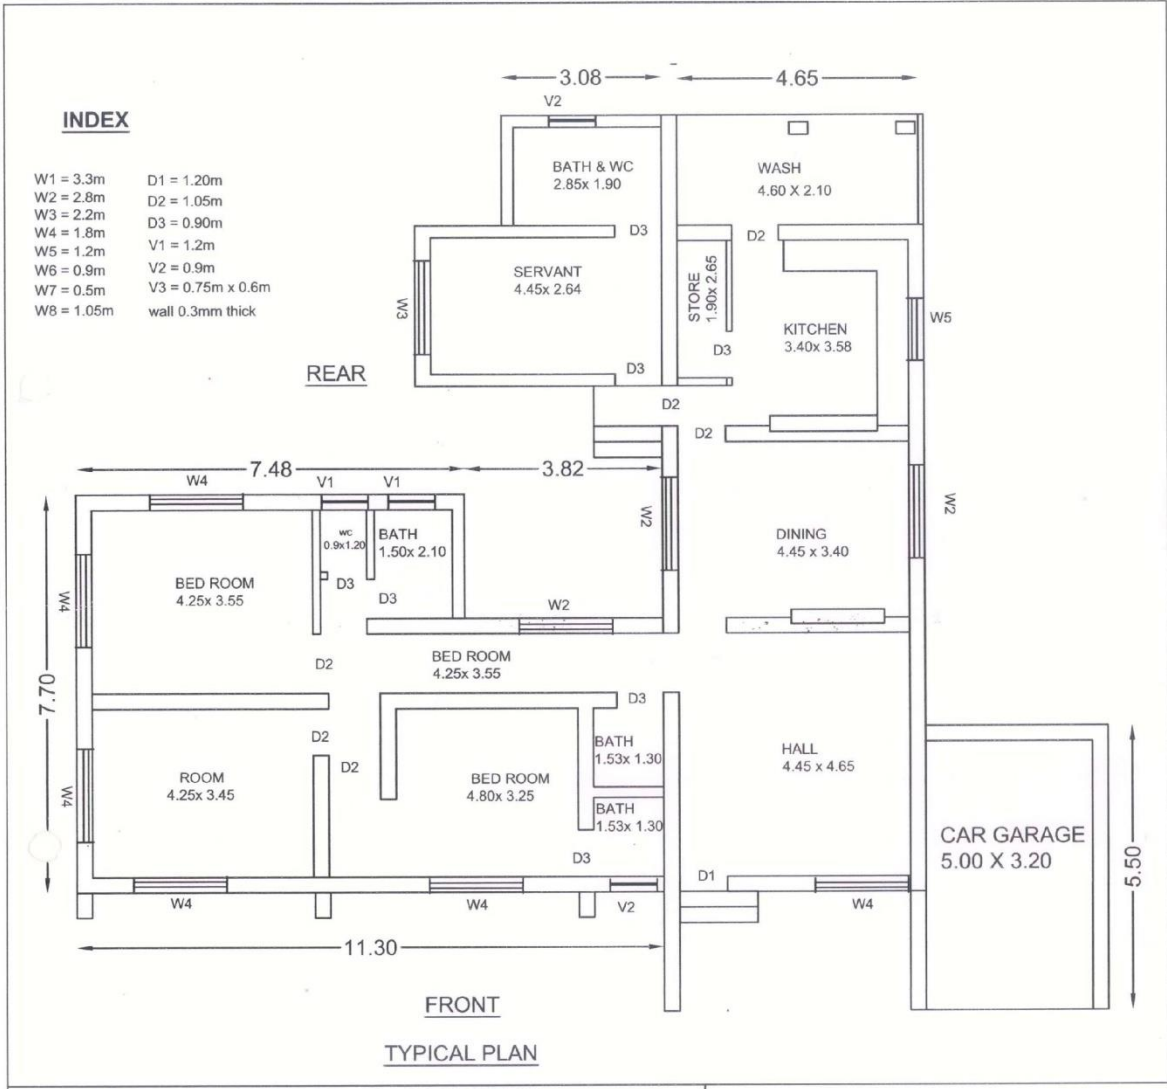 3.08
4.65
V2
INDEX
W1 = 3.3m
W2 = 2.8m
W3 = 2.2m
W4 = 1.8m
W5 = 1.2m
W6 = 0.9m
W7 = 0.5m
W8 = 1.05m
D1 = 1.20m
D2 = 1.05m
D3 = 0.90m
V1 = 1.2m
V2 = 0.9m
V3 = 0.75m x 0.6m
wall 0.3mm thick
BATH & WC
2.85x 1.90
WASH
4.60 X 2.10
D3
D2
SERVANT
4.45x 2.64
STORE
1.90x 2.65
W3
W5
KITCHEN
3.40x 3.58
D3
REAR
D3
D2
D2
7.48
3.82
W4
V1
V1
W2
W2
wc
0.9x1.20
BATH
1.50x 2.10
DINING
4.45 x 3.40
BED ROOM
4.25x 3.55
D3
D3
W4
W2
D2
BED ROOM
4.25x 3.55
7.70
D3
D2
D2
BATH
1.53x 1.30
HALL
4.45 x 4.65
ROOM
4.25x 3.45
BED ROOM
4.80x 3.25
W4
BATH
1.53x 1.30
CAR GARAGE
5.00 X 3.20
5.50
D3
D1
W4
W4
V2
W4
11.30
FRONT
TYPICAL PLAN